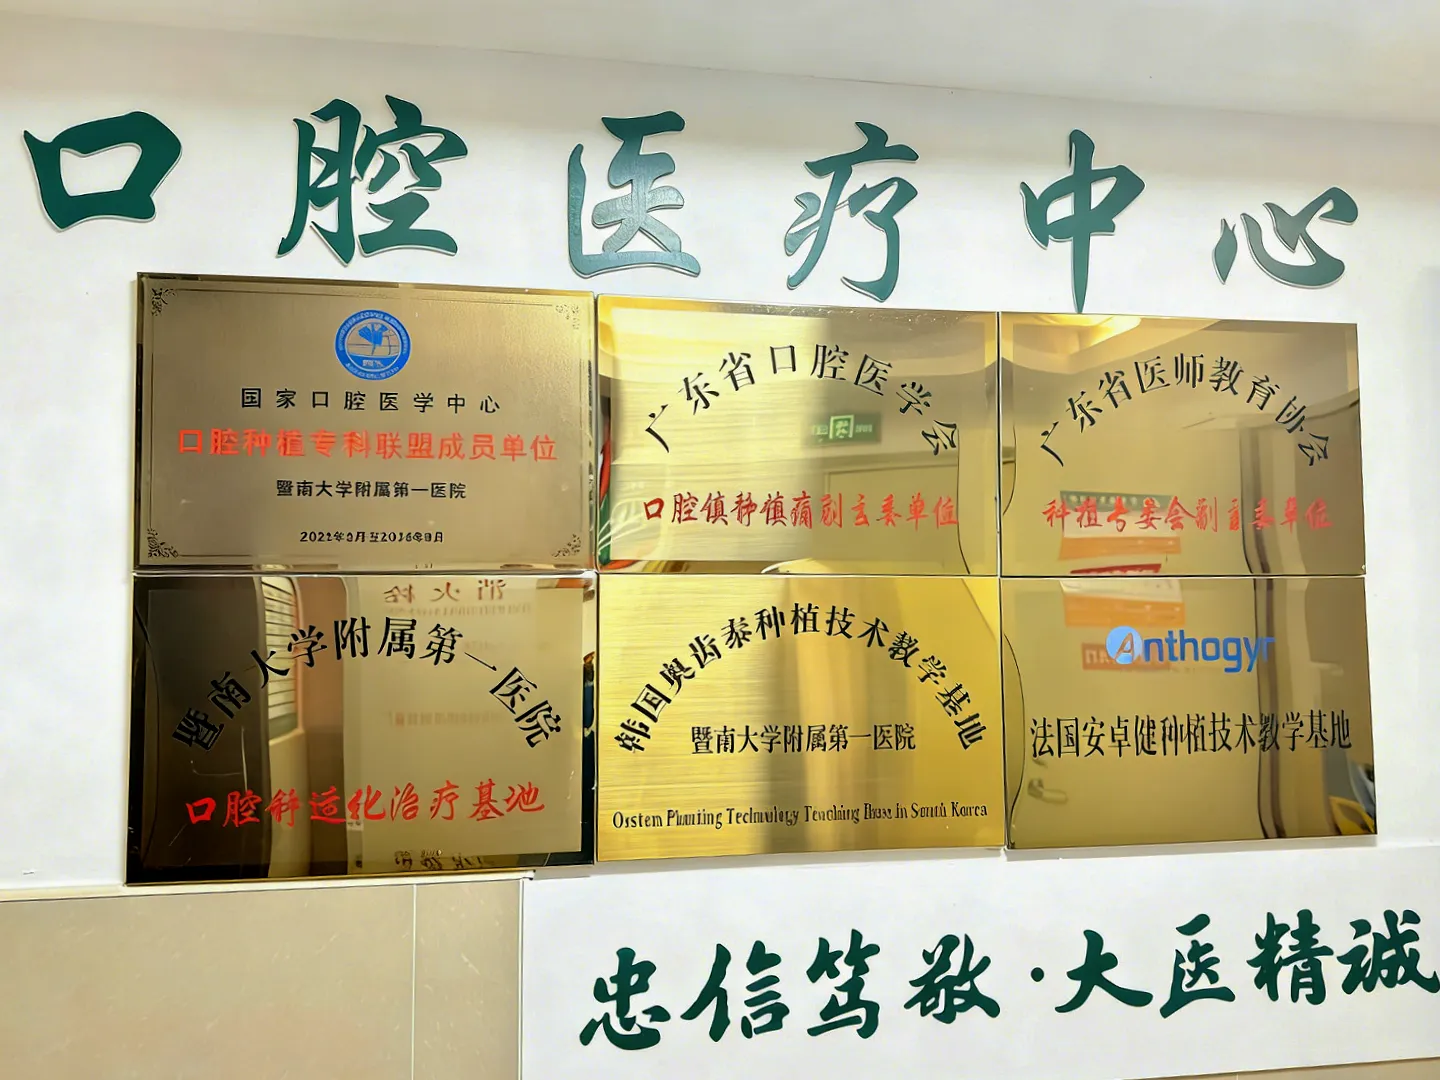 口腔医疗中心
国家口腔医学中心
口腔种植专科联盟成员单位
暨南大学附属第一医院
广东省口腔医学会
口腔镇静镇痛副主委单位
广东省医师教育协会
种植专委会副主委单位
暨南大学附属第一医院
口腔舒适化治疗基地
韩国奥齿泰种植技术教学基地
暨南大学附属第一医院
Anthogyr
法国安卓健种植技术教学基地
忠信笃敬·大医精诚